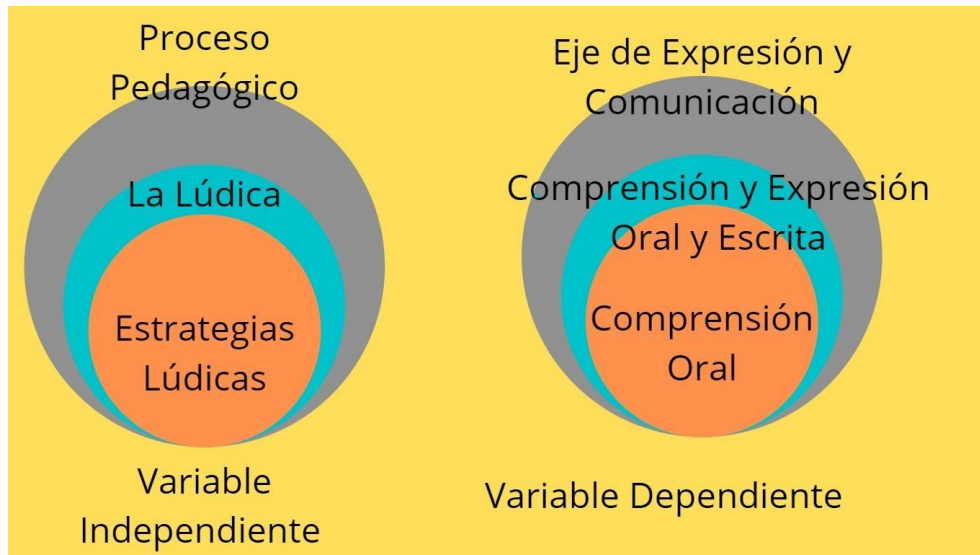 Proceso
Pedagógico
La Lúdica
Estrategias
Lúdicas
Variable
Independiente
Eje de Expresión y
Comunicación
Comprensión y Expresión
Oral y Escrita
Comprensión
Oral
Variable Dependiente